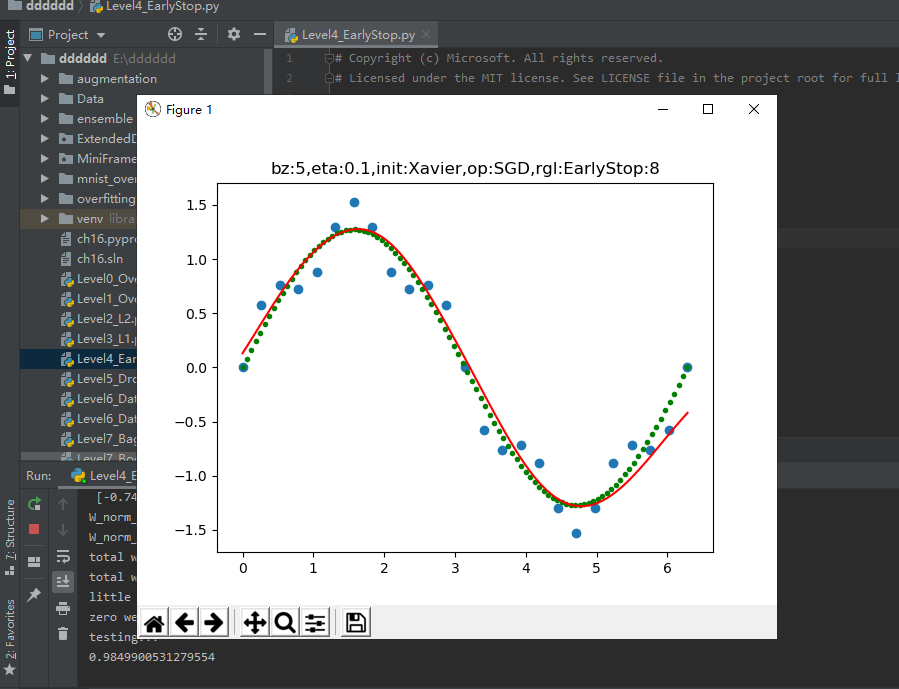 dddddd Level4_EarlyStop.py
Project
Level4_EarlyStop.py
1: Project
dddddd E:\dddddd
augmentation
Data
ensemble
ExtendedD
MiniFrame
mnist_over
overfitting
venv libra
ch16.pypro
ch16.sln
Level0_Ove
Level1_Ove
Level2_L2.p
Level3_L1.p
Level4_Ear
Level5_Dro
Level6_Dat
Level6_Dat
Level7_Bag
Level7_Boo
1 # Copyright (c) Microsoft. All rights reserved.
2 # Licensed under the MIT license. See LICENSE file in the project root for full l
Figure 1
bz:5,eta:0.1,init:Xavier,op:SGD,rgl:EarlyStop:8
1.5
1.0
0.5
0.0
−0.5
−1.0
−1.5
0 1 2 3 4 5 6
Run: Level4_E
7: Structure
2: Favorites
[-0.74
W_norm_
W_norm_
total w
total w
little
zero we
testing...
0.9849900531279554